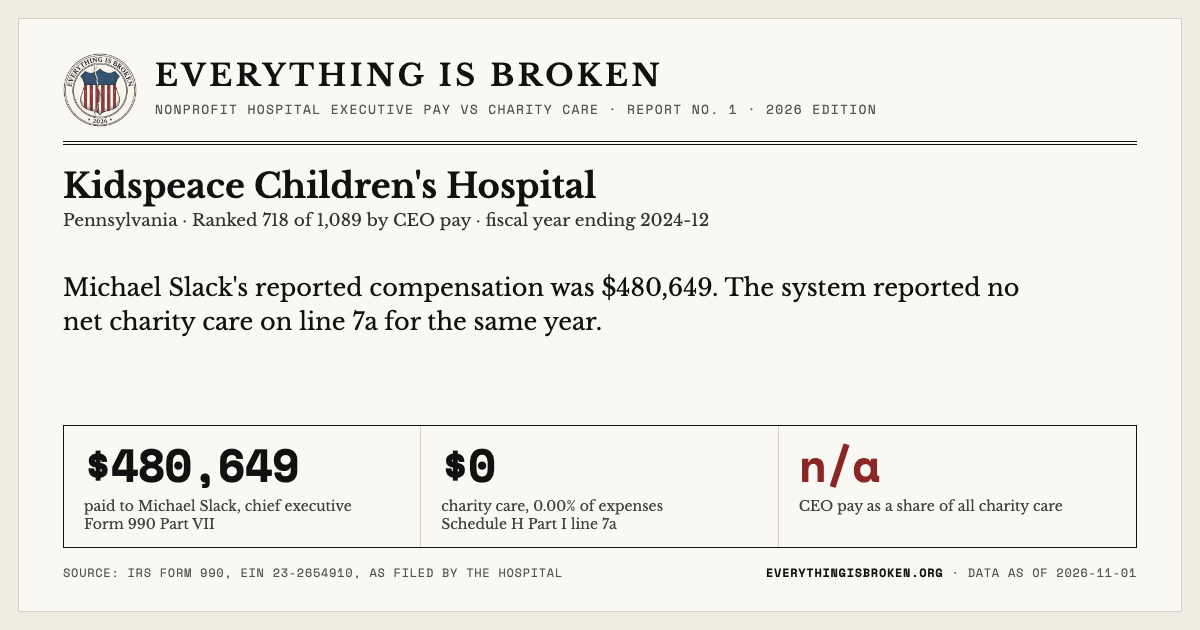 EVERYTHING IS BROKEN
· 2026 ·
EVERYTHING IS BROKEN
NONPROFIT HOSPITAL EXECUTIVE PAY VS CHARITY CARE · REPORT NO. 1 · 2026 EDITION
Kidspeace Children's Hospital
Pennsylvania · Ranked 718 of 1,089 by CEO pay · fiscal year ending 2024-12
Michael Slack's reported compensation was $480,649. The system reported no
net charity care on line 7a for the same year.
$480,649
paid to Michael Slack, chief executive
Form 990 Part VII
$0
charity care, 0.00% of expenses
Schedule H Part I line 7a
n/a
CEO pay as a share of all charity care
SOURCE: IRS FORM 990, EIN 23-2654910, AS FILED BY THE HOSPITAL
EVERYTHINGISBROKEN.ORG · DATA AS OF 2026-11-01